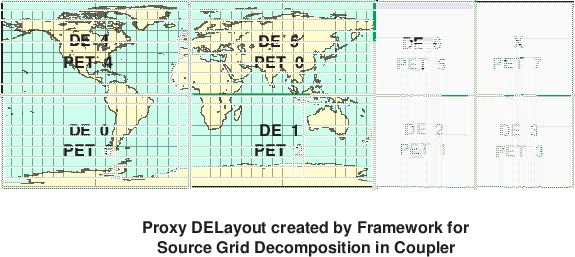 DE 4 DE 5 DE 6 X
PET 4 PET 0 PET 5 PET 7
DE 0 DE 1 DE 2 DE 3
PET PET 2 PET 1 PET 3
Proxy DELayout created by Framework for
Source Grid Decomposition in Coupler